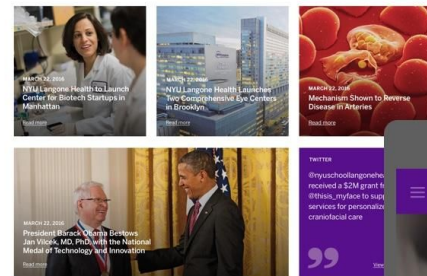 MARCH 22, 2016
NYU Langone Health to Launch
Center for Biotech Startups in
Manhattan
Read more
MARCH 22, 2016
NYU Langone Health Launches
Two Comprehensive Eye Centers
in Brooklyn
Read more
MARCH 22, 2016
Mechanism Shown to Reverse
Disease in Arteries
Read more
MARCH 22, 2016
President Barack Obama Bestows
Jan Vilcek, MD, PhD, with the National
Medal of Technology and Innovation
Read more
TWITTER
@nyuschoollangonehea
received a $2M grant
@thisis_myface to supp
services for personaliz
craniofacial care